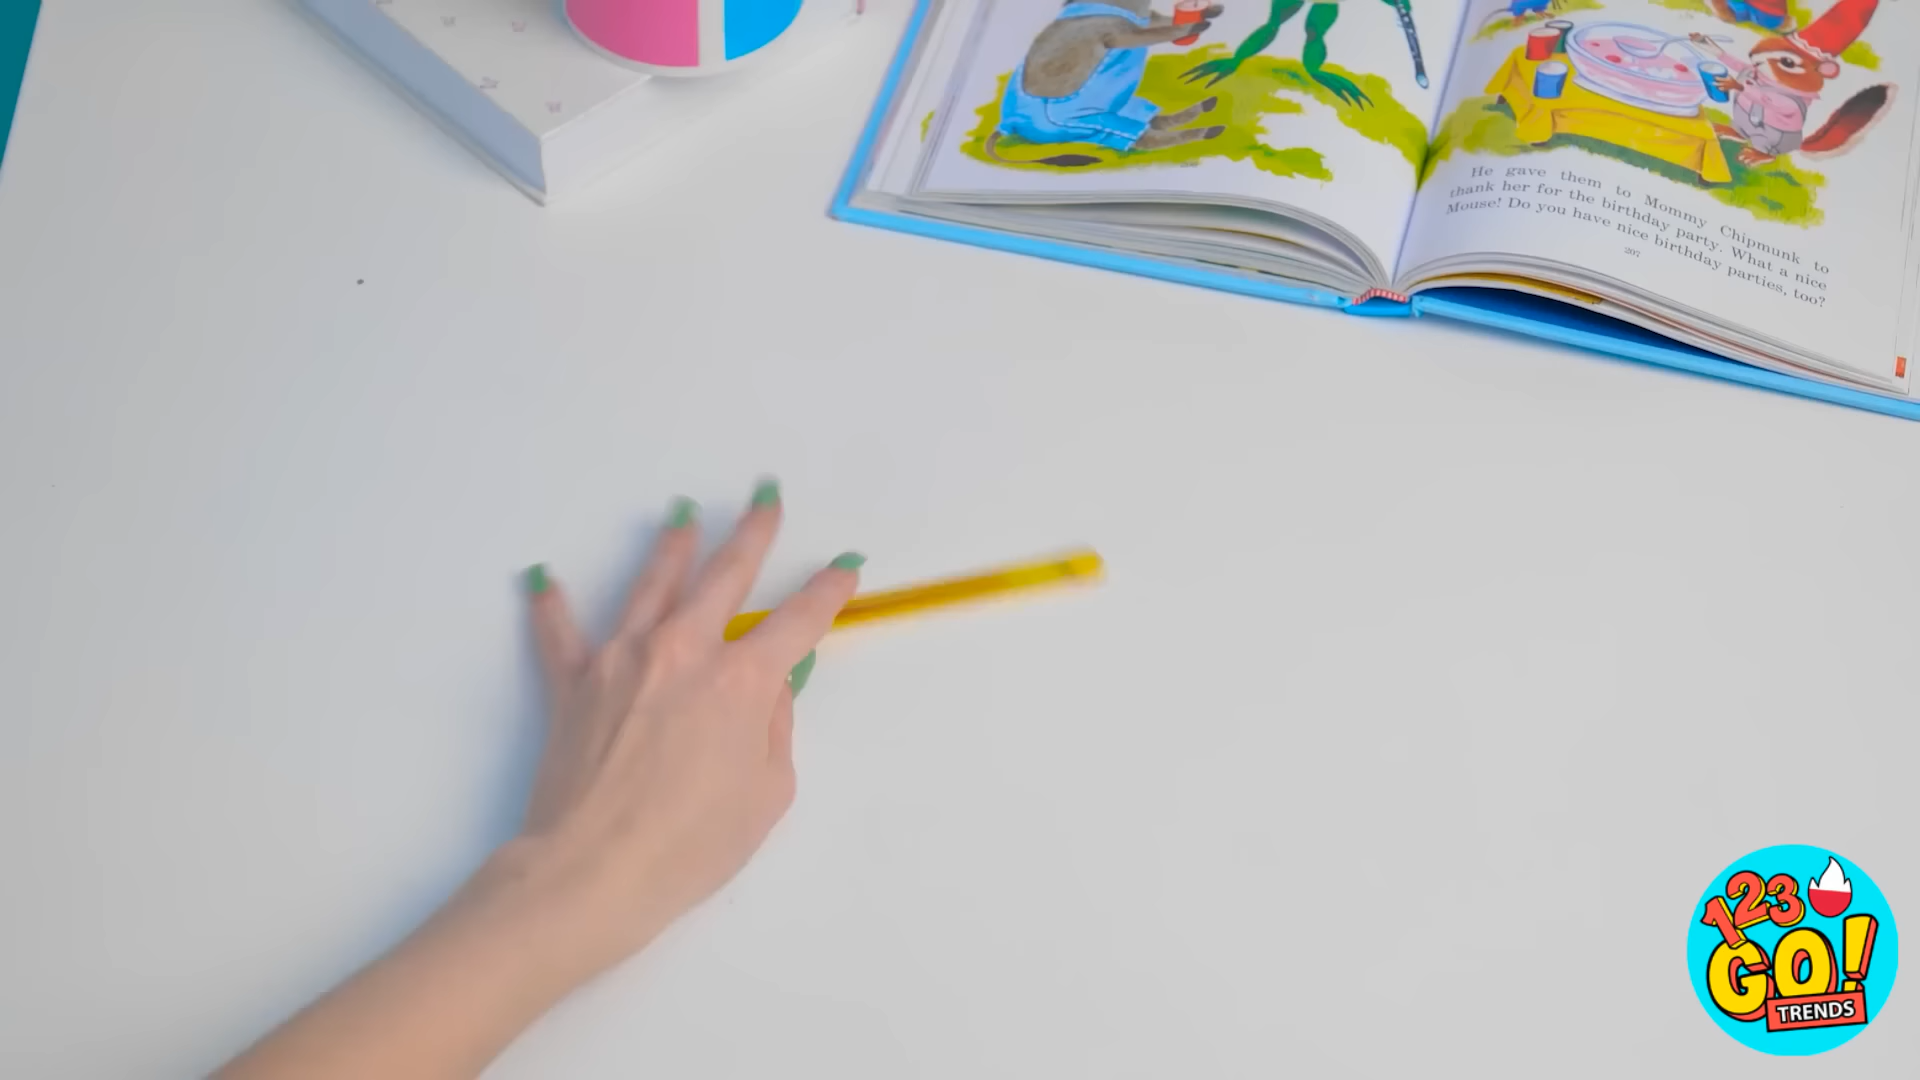 He gave them to Mommy Chipmunk to
thank her for the birthday party. What a nice
Mouse! Do you have nice birthday parties, too?
207
123
GO!
TRENDS